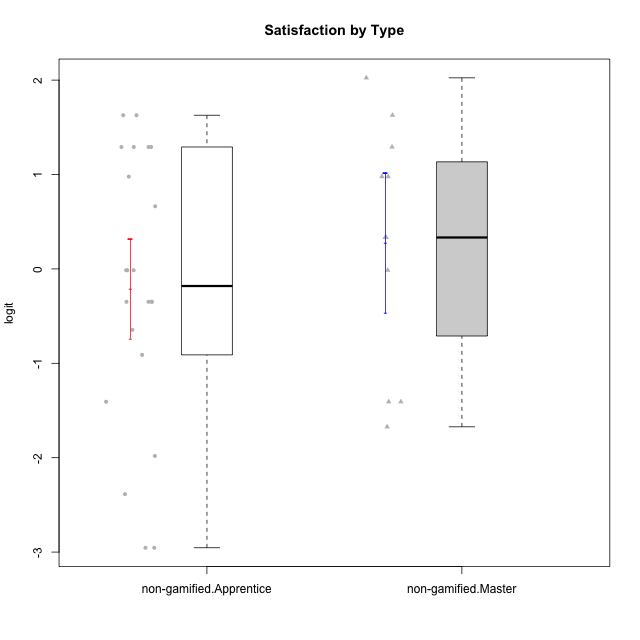 Satisfaction by Type
logit
2
1
0
-1
-2
-3
non-gamified.Apprentice
non-gamified.Master